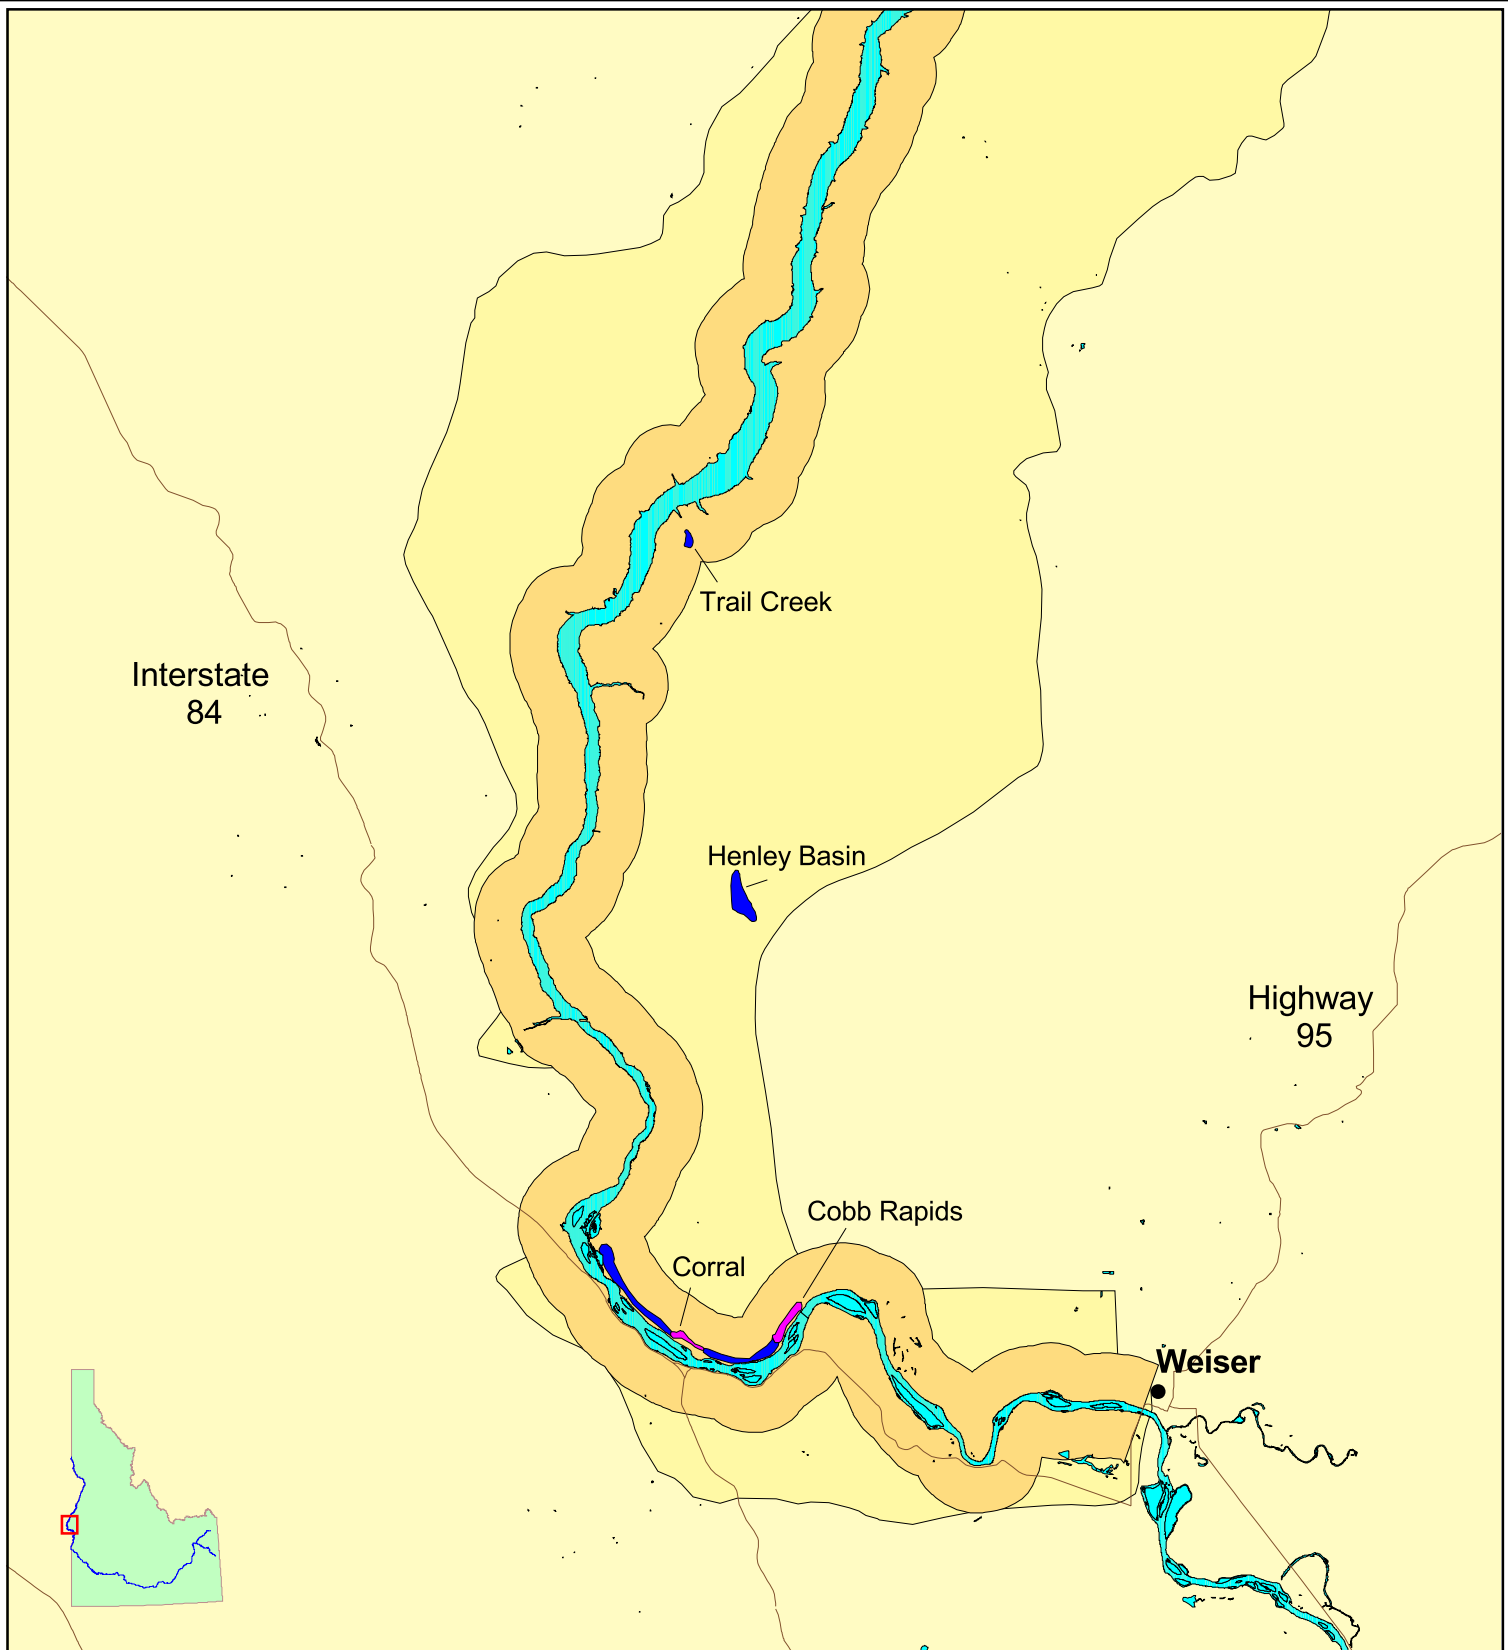 Trail Creek
Interstate
84
Henley Basin
Highway
95
Cobb Rapids
Corral
Weiser